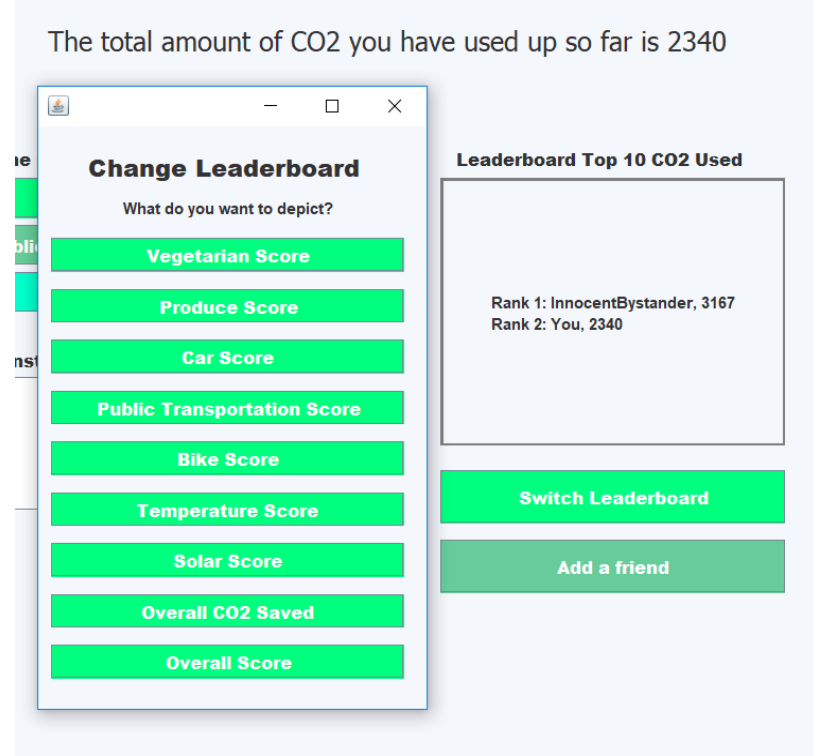 The total amount of CO2 you have used up so far is 2340
Change Leaderboard
What do you want to depict?
Vegetarian Score
Produce Score
Car Score
Public Transportation Score
Bike Score
Temperature Score
Solar Score
Overall CO2 Saved
Overall Score
Leaderboard Top 10 CO2 Used
Rank 1: InnocentBystander, 3167
Rank 2: You, 2340
Switch Leaderboard
Add a friend